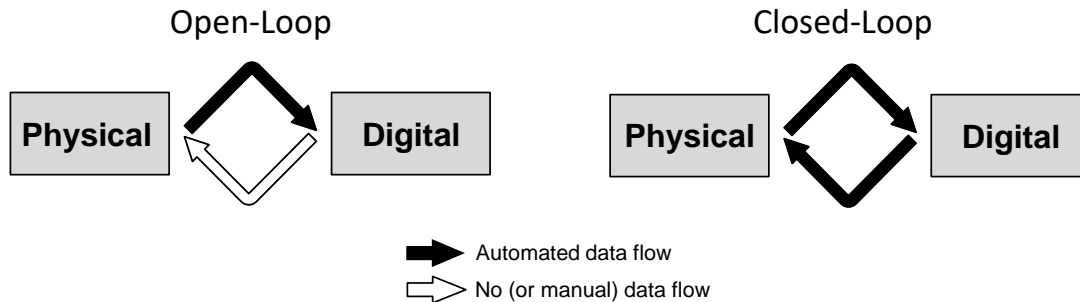 Open-Loop
Closed-Loop
Physical
Digital
Physical
Digital
Automated data flow
No (or manual) data flow